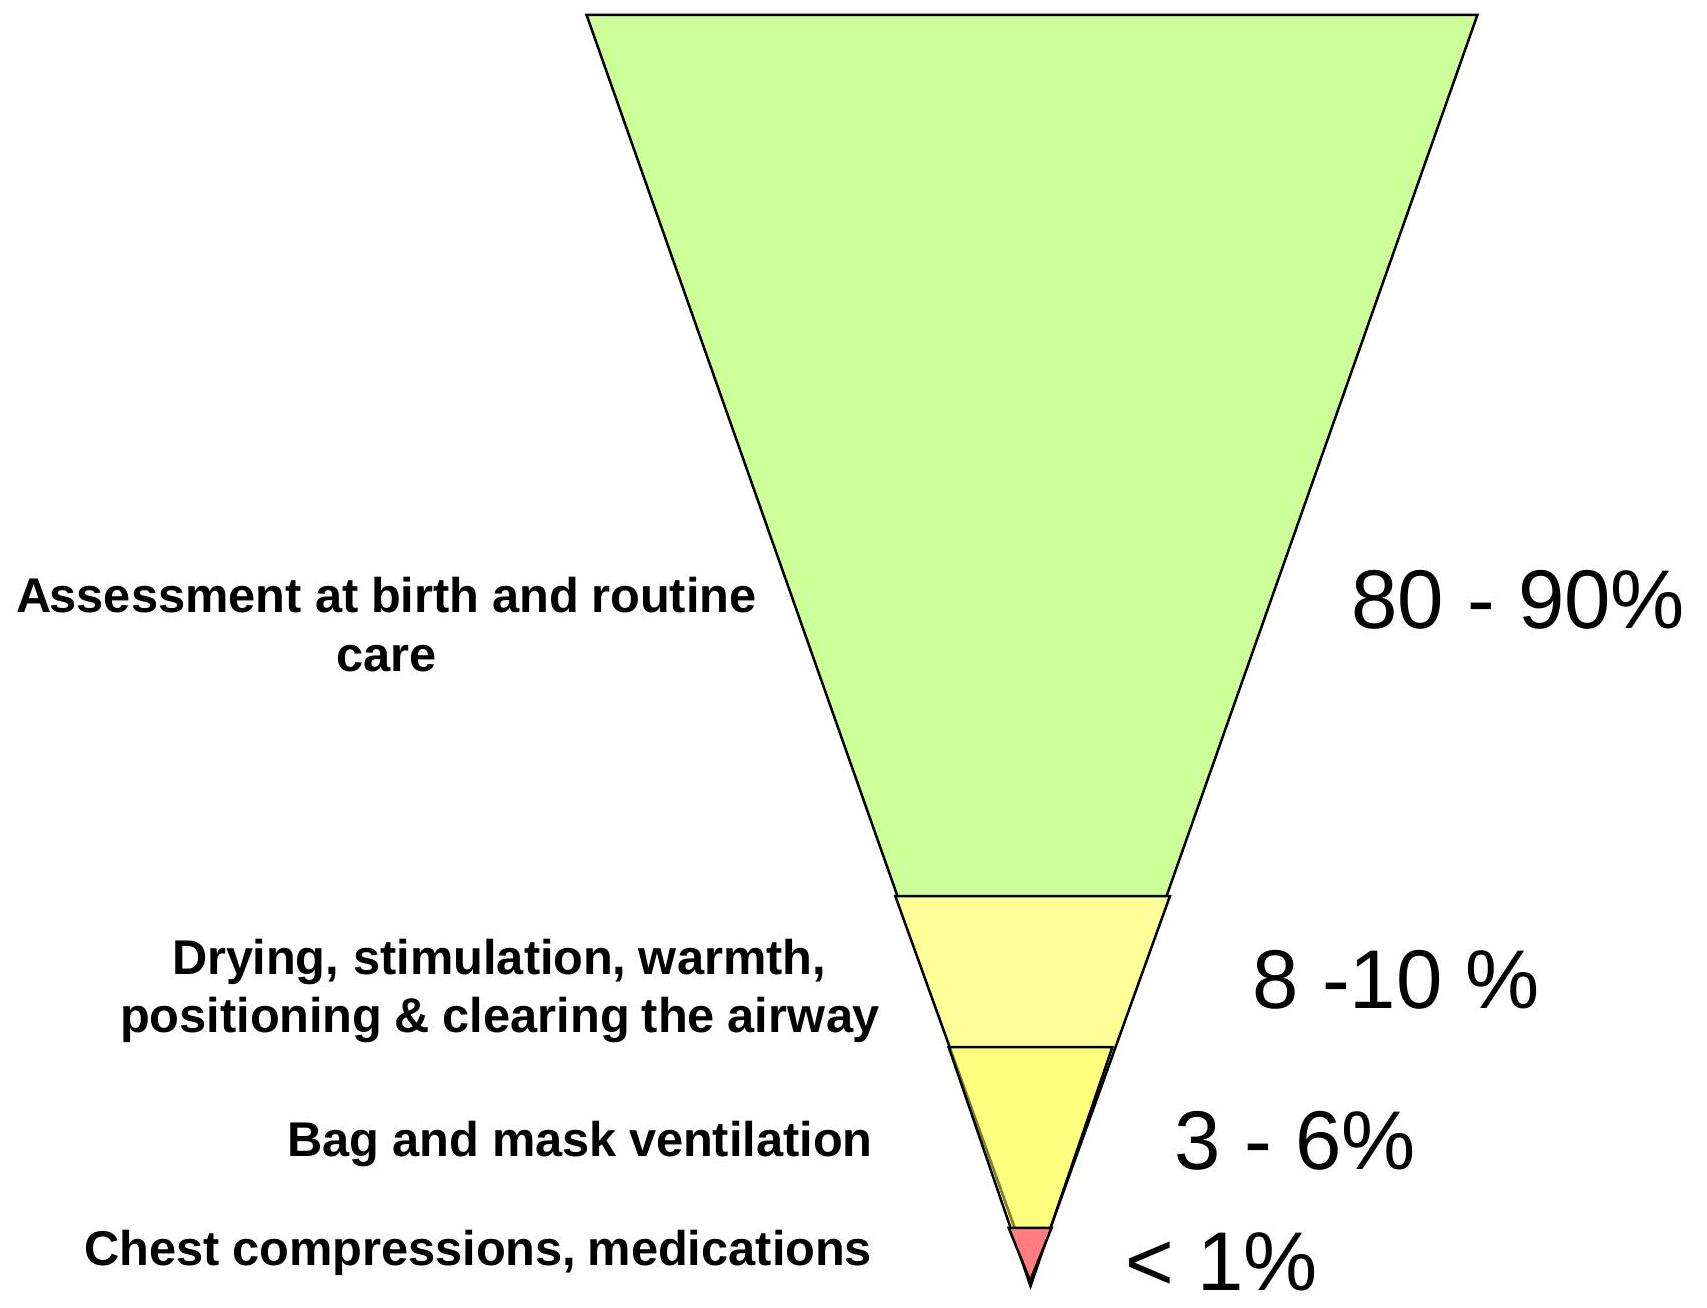 Assessment at birth and routine
care
80 - 90%
Drying, stimulation, warmth,
positioning & clearing the airway
8 -10 %
Bag and mask ventilation
3 - 6%
Chest compressions, medications
< 1%